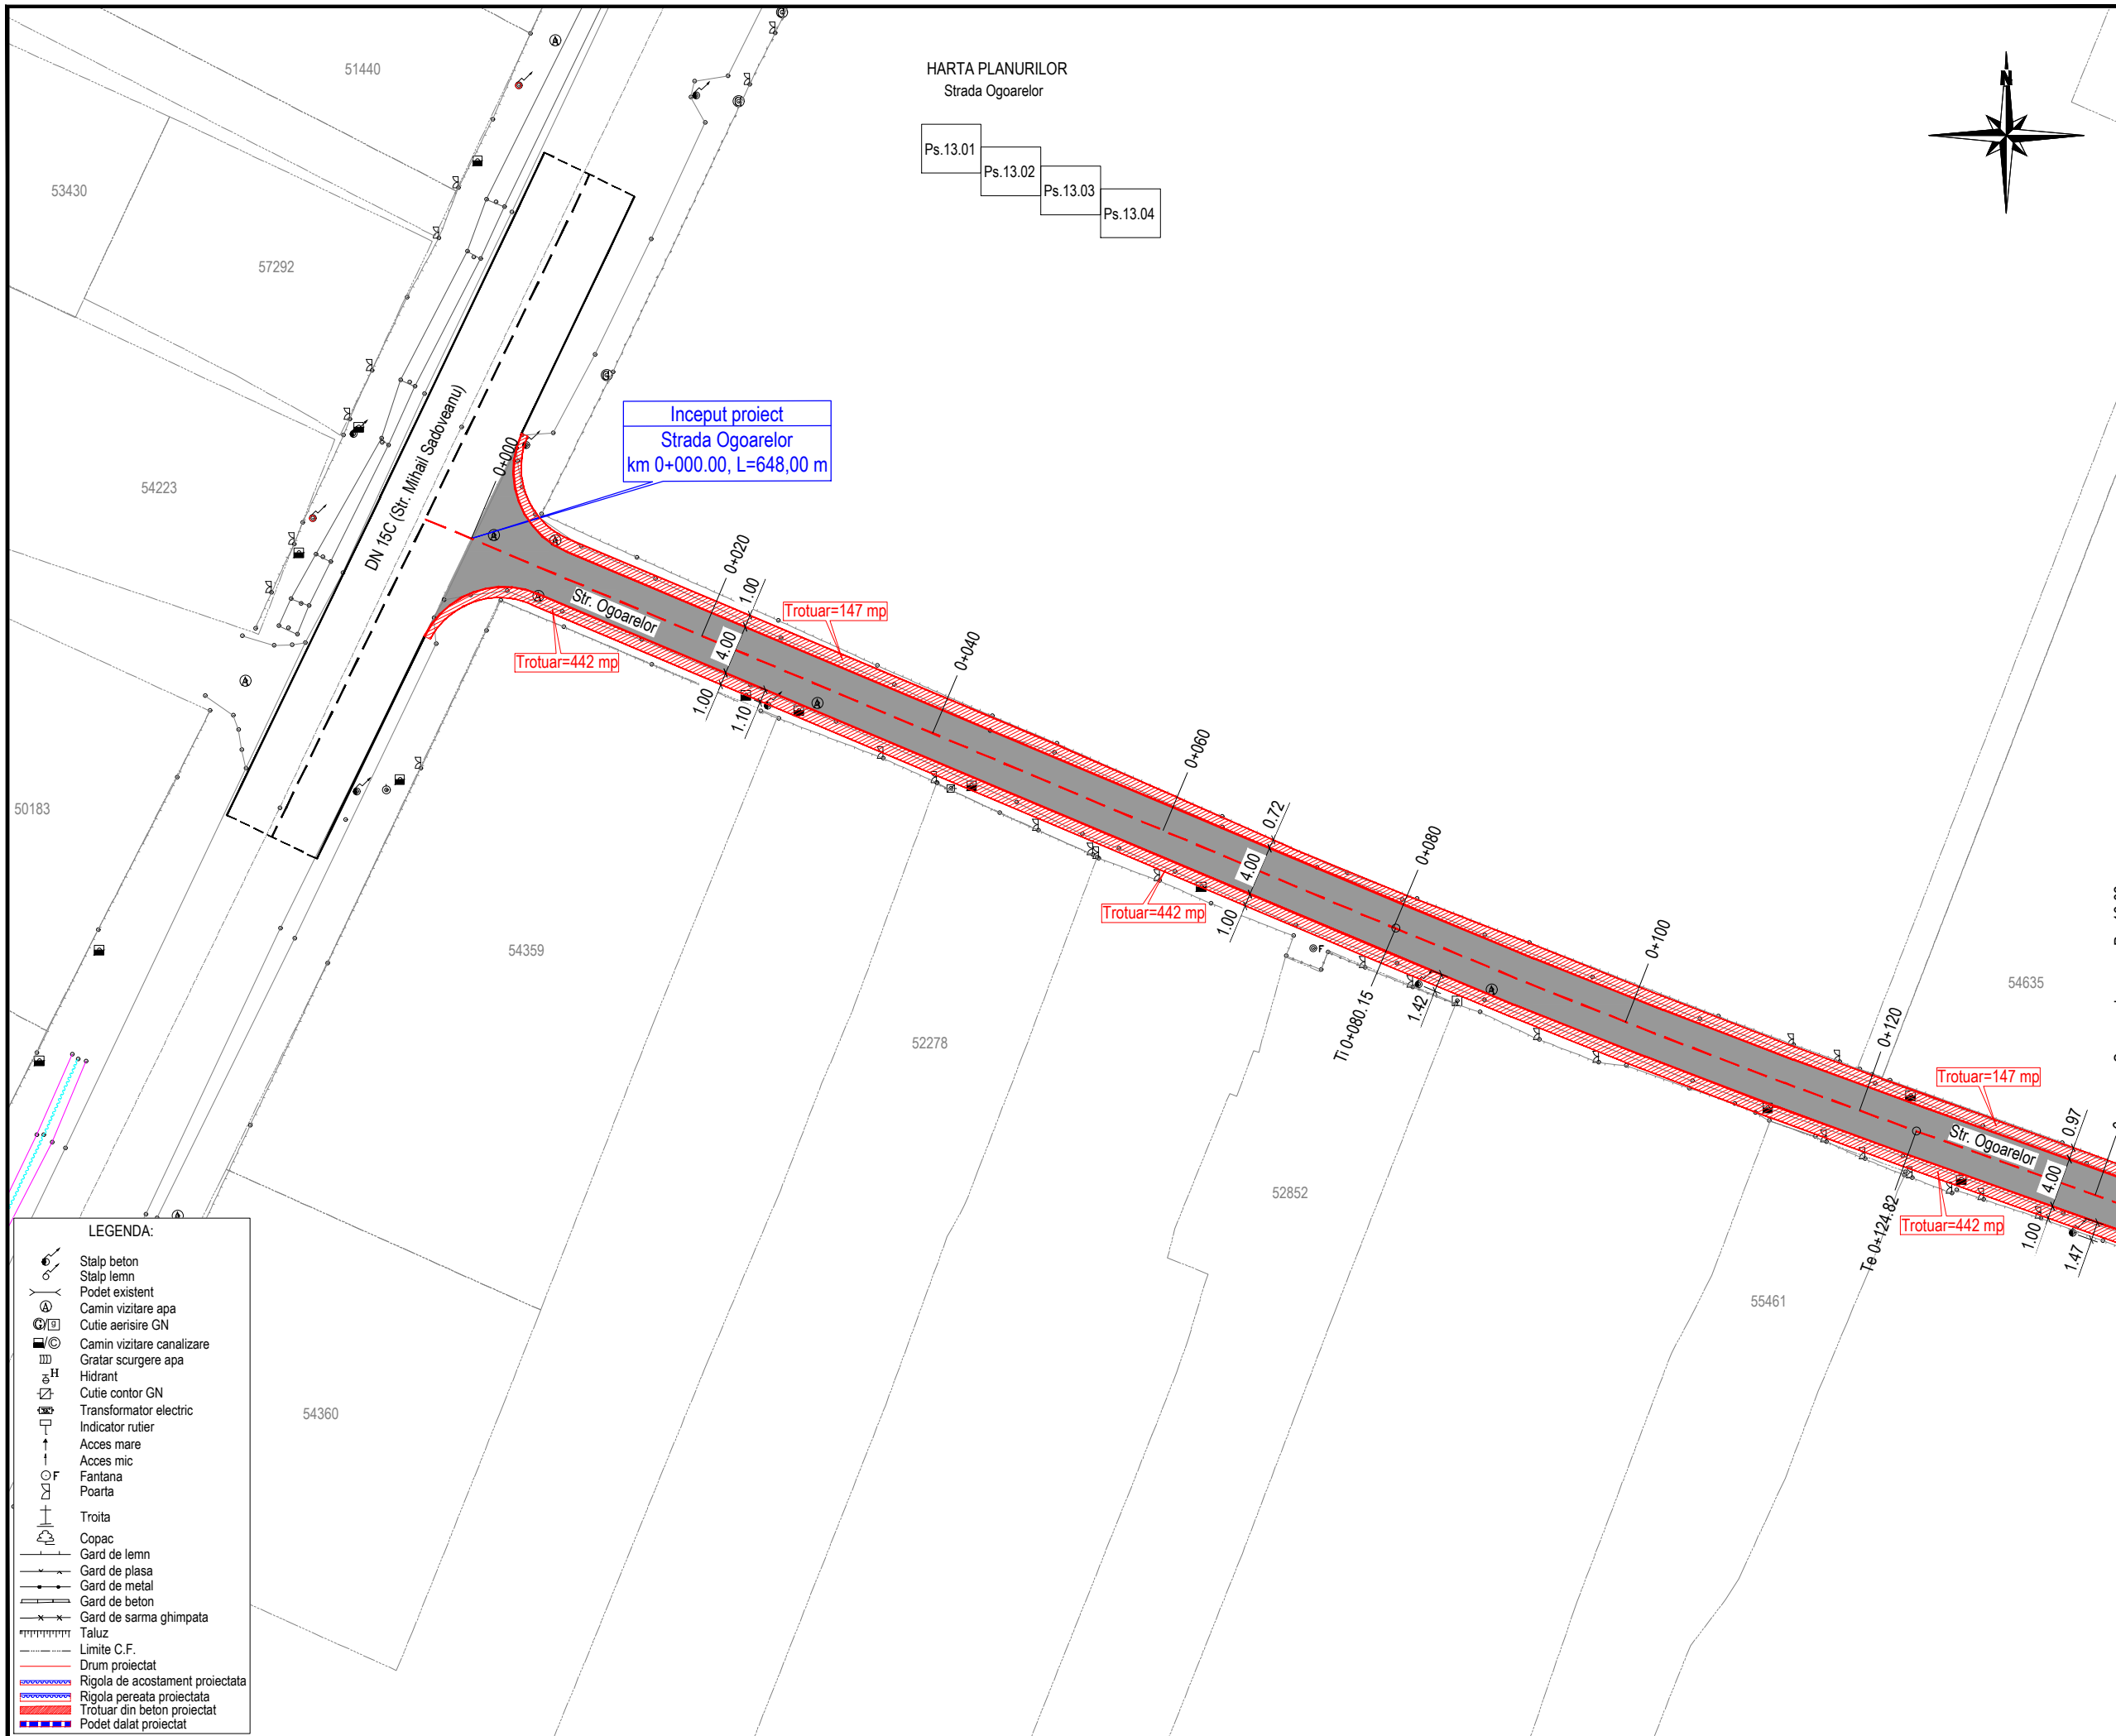 HARTA PLANURILOR
Strada Ogoarelor
Ps.13.01
Ps.13.02
Ps.13.03
Ps.13.04
N
51440
53430
57292
54223
50183
DN 15C (Str. Mihail Sadoveanu)
Inceput proiect
Strada Ogoarelor
km 0+000.00, L=648,00 m
0+000
0+020
1.00
4.00
1.00
1.10
Str. Ogoarelor
Trotuar=147 mp
Trotuar=442 mp
0+040
0+060
0.72
4.00
1.00
Trotuar=442 mp
0+080
Ti 0+080.15
1.42
F
0+100
0+120
54635
Trotuar=147 mp
0.97
Str. Ogoarelor
4.00
1.00
1.47
Te 0+124.82
Trotuar=442 mp
54359
52278
52852
55461
54360
LEGENDA:
Stalp beton
Stalp lemn
Podet existent
A Camin vizitare apa
G/g Cutie aerisire GN
/C Camin vizitare canalizare
Gratar scurgere apa
H Hidrant
Cutie contor GN
Transformator electric
Indicator rutier
Acces mare
Acces mic
F Fantana
Poarta
Troita
Copac
Gard de lemn
Gard de plasa
Gard de metal
Gard de beton
Gard de sarma ghimpata
Taluz
Limite C.F.
Drum proiectat
Rigola de acostament proiectata
Rigola pereata proiectata
Trotuar din beton proiectat
Podet dalat proiectat